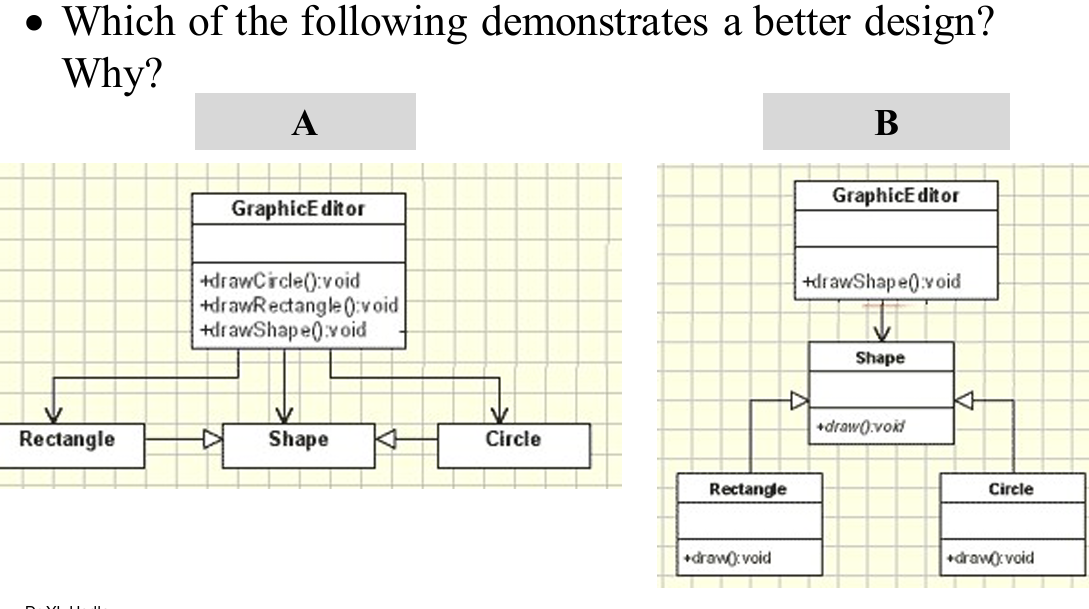 • Which of the following demonstrates a better design?
Why?
A
B
GraphicEditor
+drawCircle():void
+drawRectangle():void
+drawShape():void
Rectangle
Shape
Circle
GraphicEditor
+drawShape():void
Shape
+draw():void
Rectangle
+draw():void
Circle
+draw():void